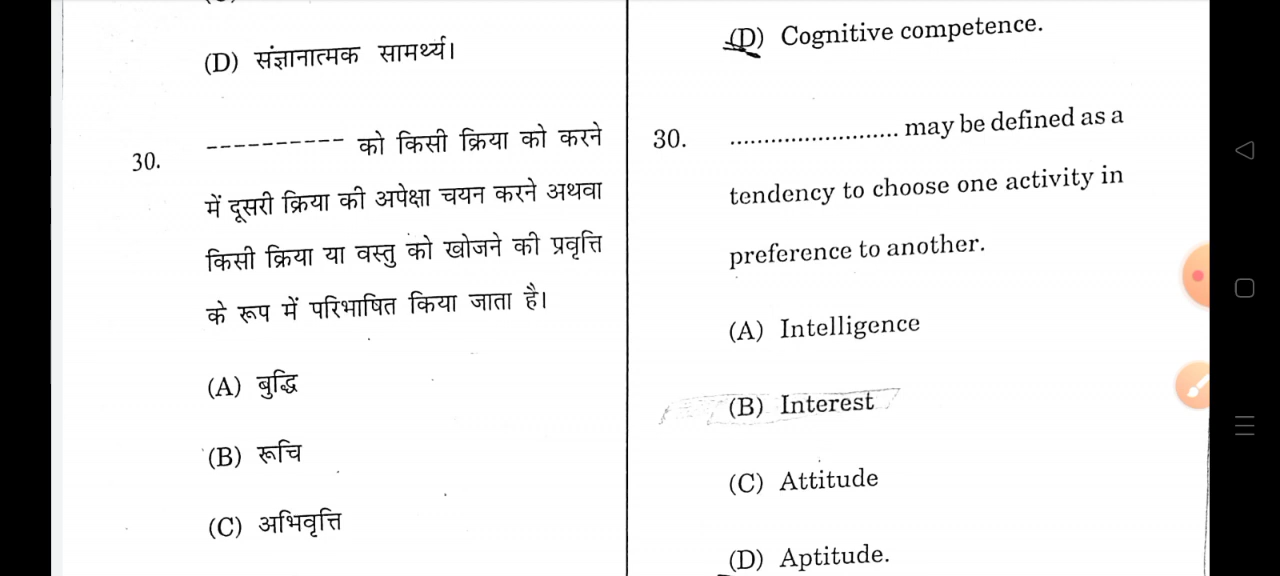 (D) संज्ञानात्मक सामर्थ्य।
30. ---------- को किसी क्रिया को करने
में दूसरी क्रिया की अपेक्षा चयन करने अथवा
किसी क्रिया या वस्तु को खोजने की प्रवृत्ति
के रूप में परिभाषित किया जाता है।
(A) बुद्धि
(B) रूचि
(C) अभिवृत्ति
(D) Cognitive competence.
30. ........................ may be defined as a
tendency to choose one activity in
preference to another.
(A) Intelligence
(B) Interest
(C) Attitude
(D) Aptitude.